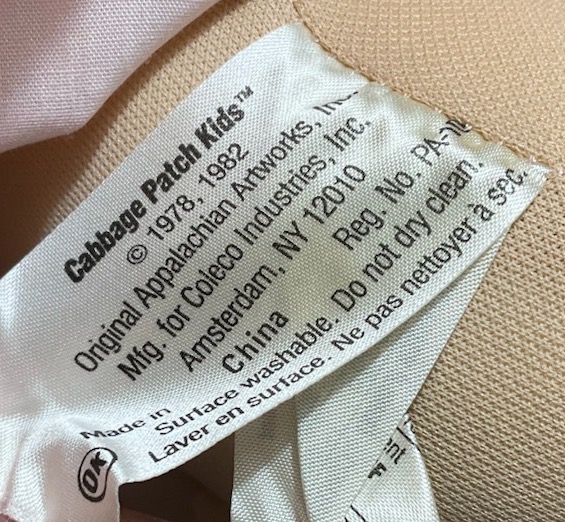 Cabbage Patch Kids™
© 1978, 1982
Original Appalachian Artworks,
Mfg. for Coleco Industries, Inc.
Amsterdam, NY 12010
Made in China Reg. No.
Surface washable. Do not dry clean.
Laver en surface. Ne pas nettoyer à sec.
OK